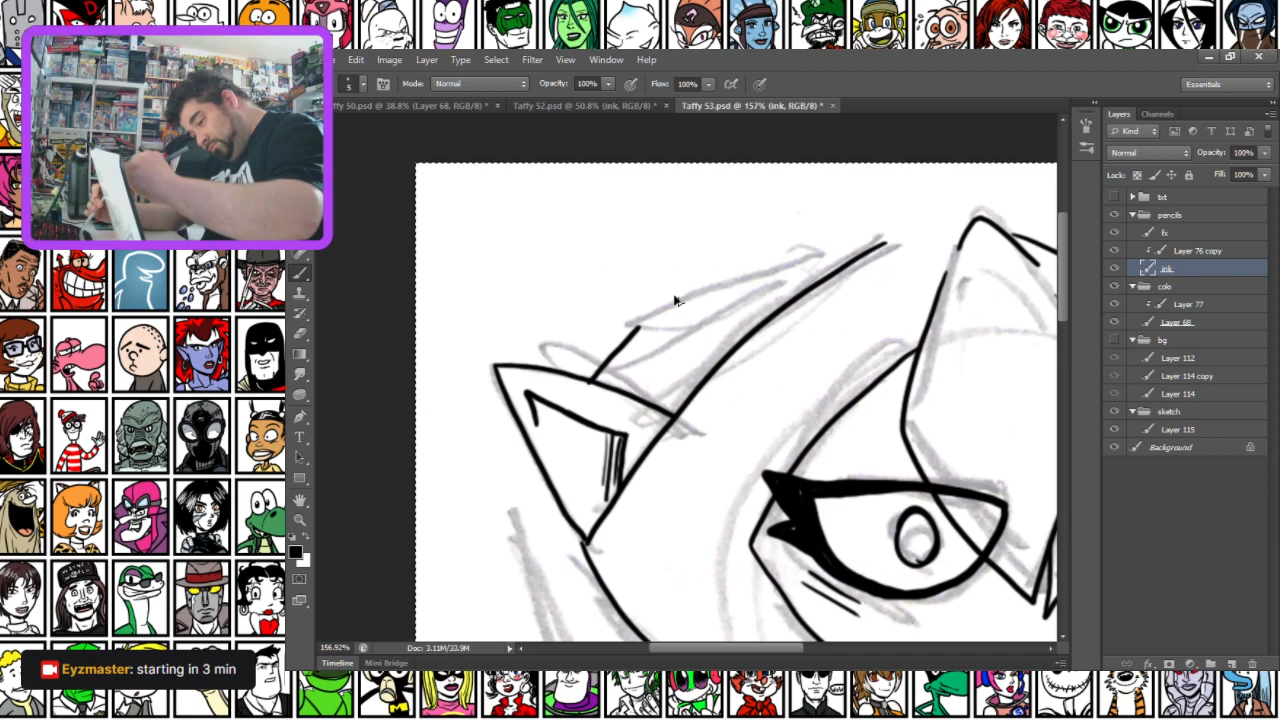 Edit Image Layer Type Select Filter View Window Help
5 Mode: Normal Opacity: 100% Flow: 100% Essentials
Taffy 52.psd @ 50.8% (ink, RGB/8) * × Taffy 53.psd @ 157% (ink, RGB/8) * ×
50.psd @ 38.8% (Layer 68, RGB/8) * ×
Layers Channels
Kind
Normal Opacity: 100%
Lock: Fill: 100%
txt
pencils
fx
Layer 76 copy
ink
colo
Layer 77
Layer 68
bg
Layer 112
Layer 114 copy
Layer 114
sketch
Layer 115
Background
156.92% Doc: 3.11M/33.9M
Timeline Mini Bridge
Eyzmaster: starting in 3 min